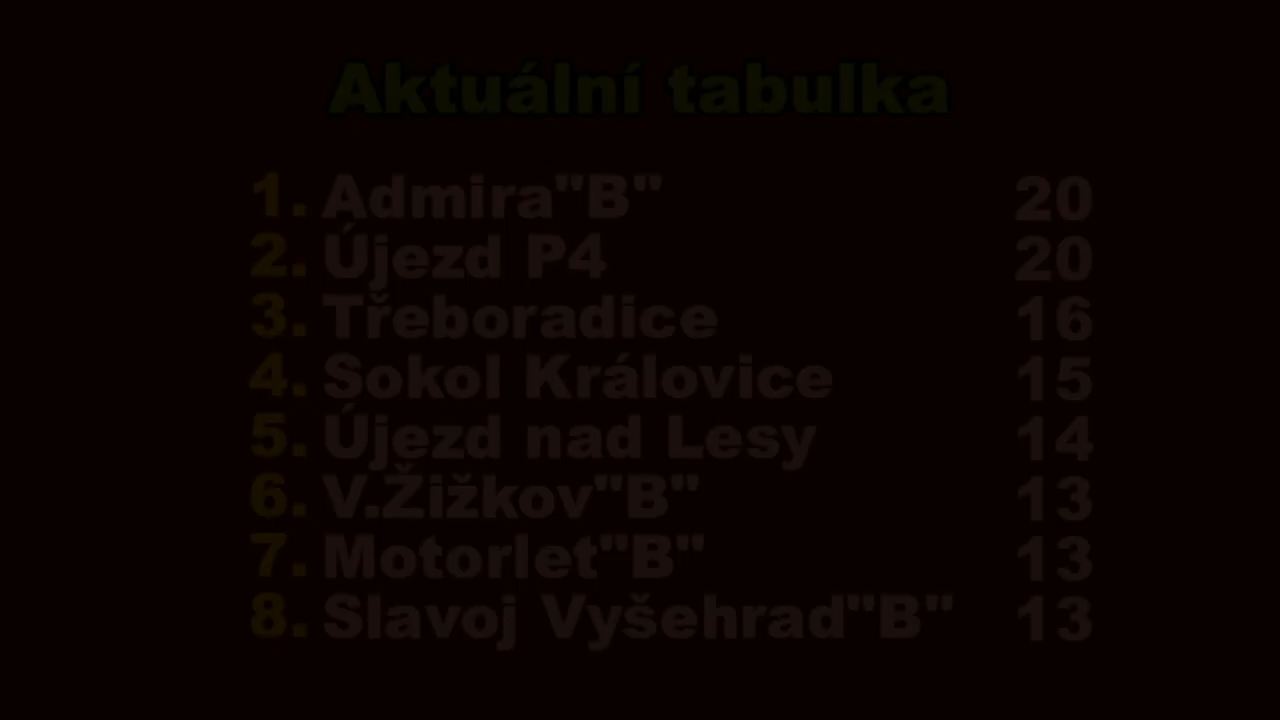 Aktuální tabulka
1. Admira"B" 20
2. Újezd P4 20
3. Třeboradice 16
4. Sokol Královice 15
5. Újezd nad Lesy 14
6. V.Žižkov"B" 13
7. Motorlet"B" 13
8. Slavoj Vyšehrad"B" 13